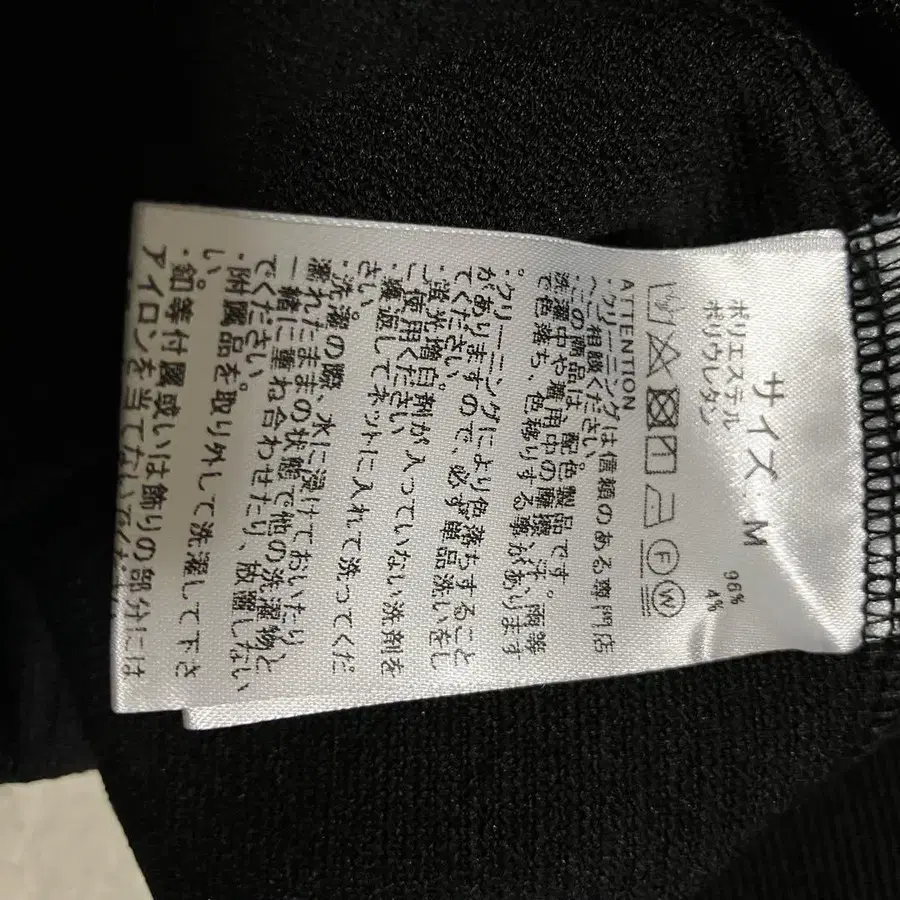 サイズ:M
ポリエステル 96%
ポリウレタン 4%
F W
ATTENTION
・クリーニングは信頼のある専門店
へご相談ください。
・この商品は、配色製品です。雨等、
洗濯中や着用中の摩擦、汗、
で色落ち、色移りする事があります
。クリーニングにより色落ちすること
がありますので、必ず単品洗いをし
てください。
・蛍光増白剤が入っていない洗剤を
ご使用ください。
・裏返してネットに入れて洗ってくだ
さい。
・洗濯の際、水に浸けておいたり、
濡れたままの状態で他の洗濯物と
一緒に重ね合わせたり、放置しない
でください。
・附属品を取り外して洗濯して下さ
い。
・釦等付属或いは飾りの部分には
アイロンを当てないでく